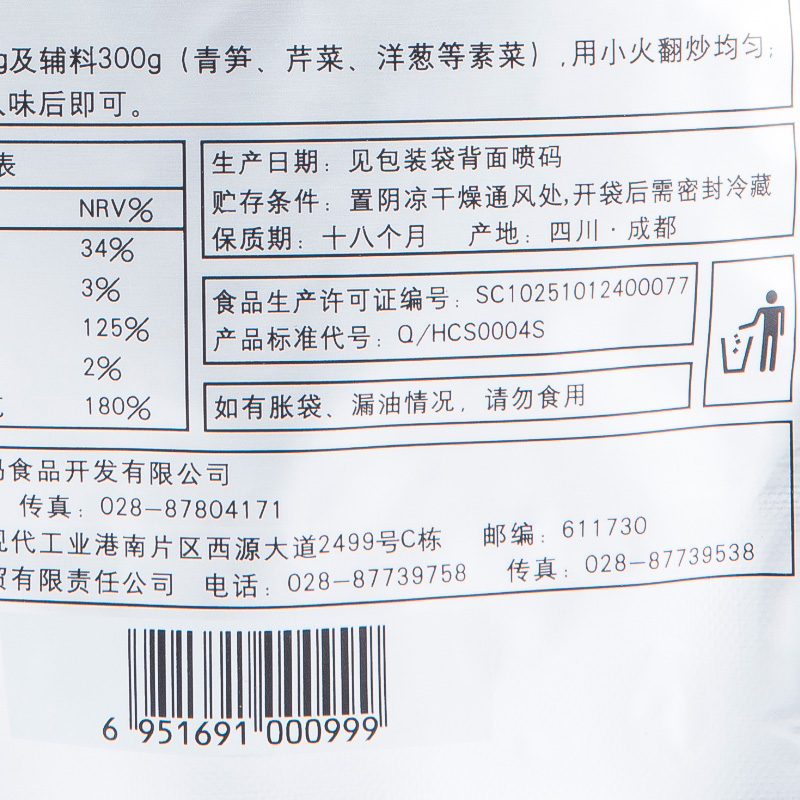 g及辅料300g（青笋、芹菜、洋葱等素菜）,用小火翻炒均匀;
味后即可。
表
NRV%
34%
3%
125%
2%
180%
生产日期：见包装袋背面喷码
贮存条件：置阴凉干燥通风处,开袋后需密封冷藏
保质期：十八个月 产地：四川·成都
食品生产许可证编号：SC10251012400077
产品标准代号：Q/HCS0004S
如有胀袋、漏油情况，请勿食用
食品开发有限公司
传真：028-87804171
现代工业港南片区西源大道2499号C栋 邮编：611730
贸有限责任公司 电话：028-87739758 传真：028-87739538
6 951691 000999